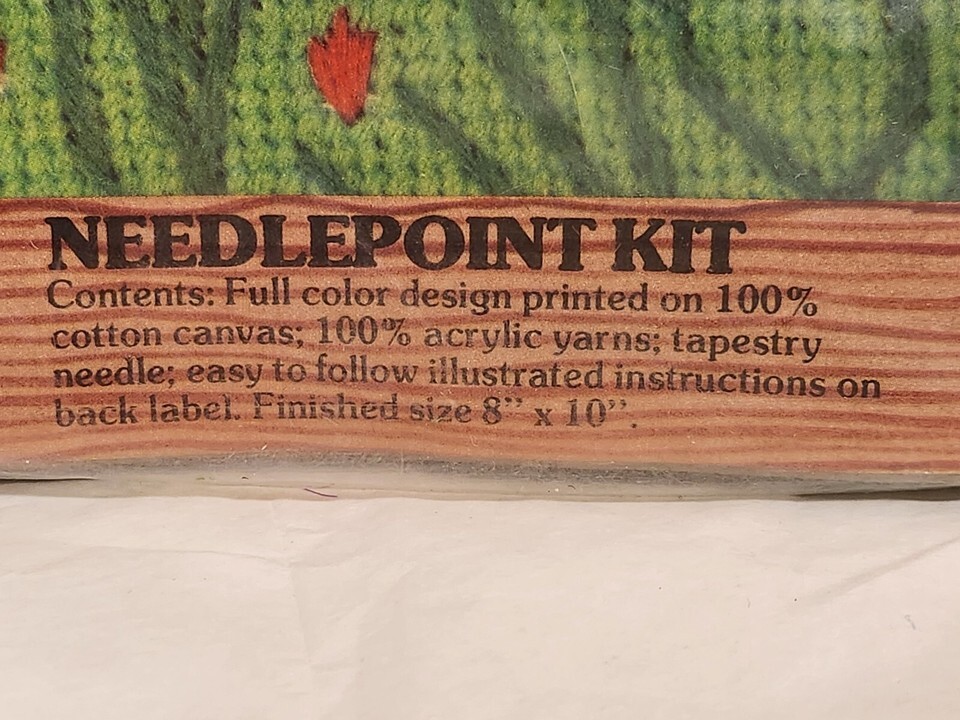 NEEDLEPOINT KIT
Contents: Full color design printed on 100%
cotton canvas; 100% acrylic yarns; tapestry
needle; easy to follow illustrated instructions on
back label. Finished size 8” x 10”.